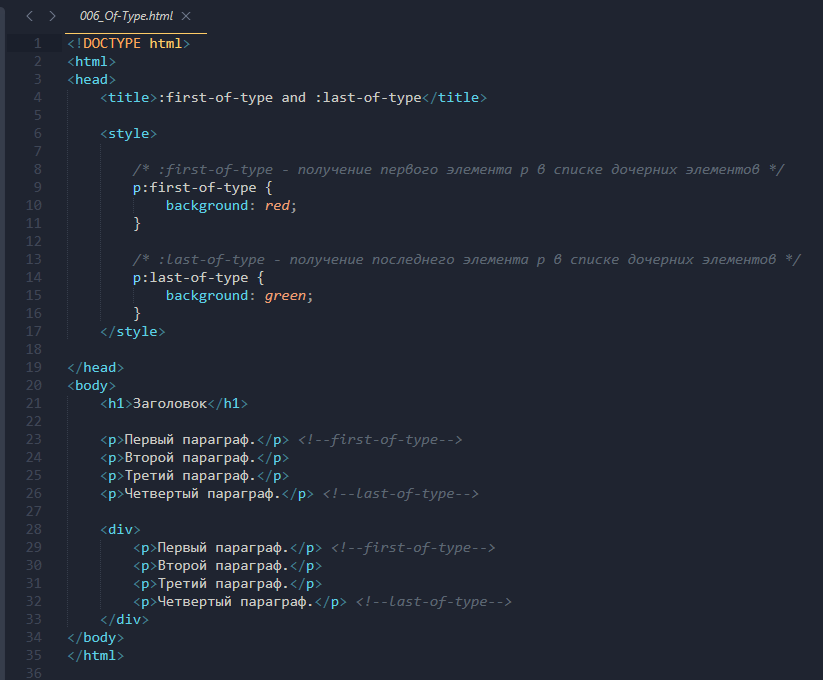 006_Of-Type.html
1 <!DOCTYPE html>
2 <html>
3 <head>
4 <title>:first-of-type and :last-of-type</title>
5
6 <style>
7
8 /* :first-of-type - получение первого элемента p в списке дочерних элементов */
9 p:first-of-type {
10 background: red;
11 }
12
13 /* :last-of-type - получение последнего элемента p в списке дочерних элементов */
14 p:last-of-type {
15 background: green;
16 }
17 </style>
18
19 </head>
20 <body>
21 <h1>Заголовок</h1>
22
23 <p>Первый параграф.</p> <!--first-of-type-->
24 <p>Второй параграф.</p>
25 <p>Третий параграф.</p>
26 <p>Четвертый параграф.</p> <!--last-of-type-->
27
28 <div>
29 <p>Первый параграф.</p> <!--first-of-type-->
30 <p>Второй параграф.</p>
31 <p>Третий параграф.</p>
32 <p>Четвертый параграф.</p> <!--last-of-type-->
33 </div>
34 </body>
35 </html>
36